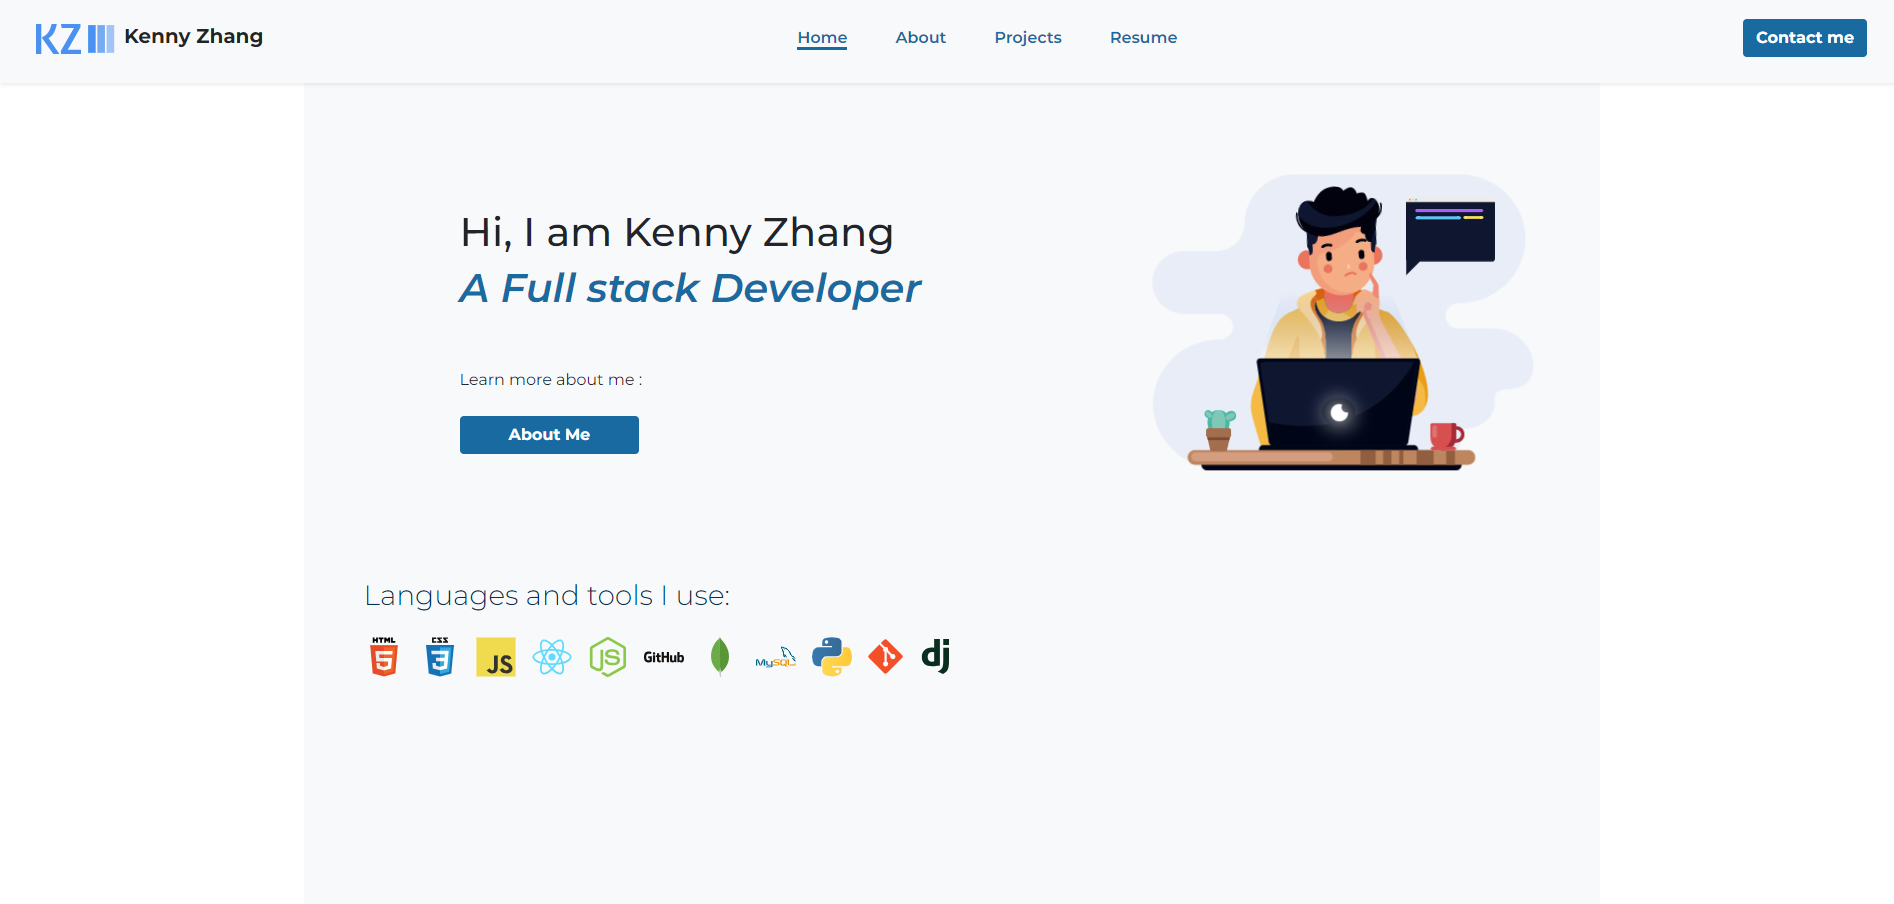 KZ Kenny Zhang
Home About Projects Resume
Contact me
Hi, I am Kenny Zhang
A Full stack Developer
Learn more about me :
About Me
Languages and tools I use:
HTML 5 CSS 3 JS JS GitHub MySQL dj